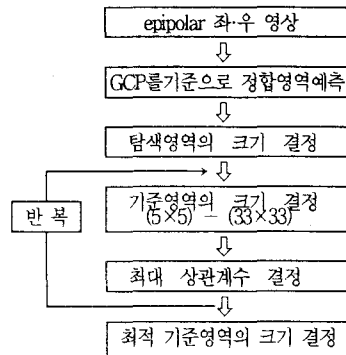 epipolar 좌·우 영상
GCP를기준으로 정합영역예측
탐색영역의 크기 결정
기준영역의 크기 결정
(5×5) - (33×33)
반 복
최대 상관계수 결정
최적 기준영역의 크기 결정